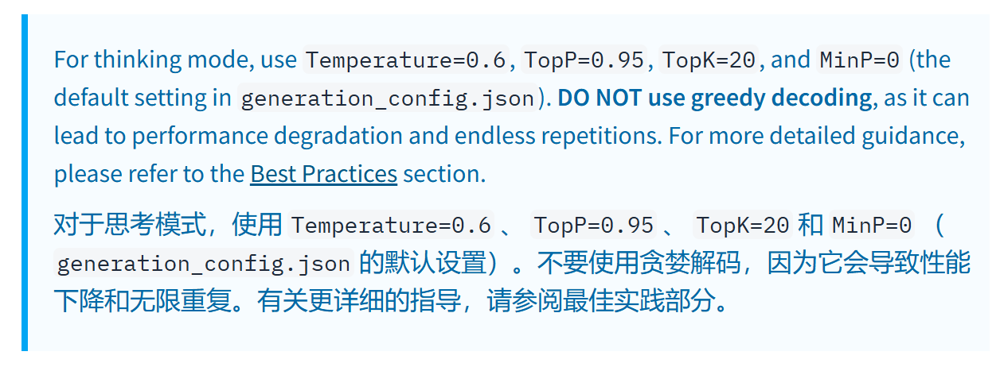 For thinking mode, use Temperature=0.6, TopP=0.95, TopK=20, and MinP=0 (the
default setting in generation_config.json). DO NOT use greedy decoding, as it can
lead to performance degradation and endless repetitions. For more detailed guidance,
please refer to the Best Practices section.
对于思考模式，使用 Temperature=0.6 、 TopP=0.95 、 TopK=20 和 MinP=0 （
generation_config.json 的默认设置）。不要使用贪婪解码，因为它会导致性能
下降和无限重复。有关更详细的指导，请参阅最佳实践部分。